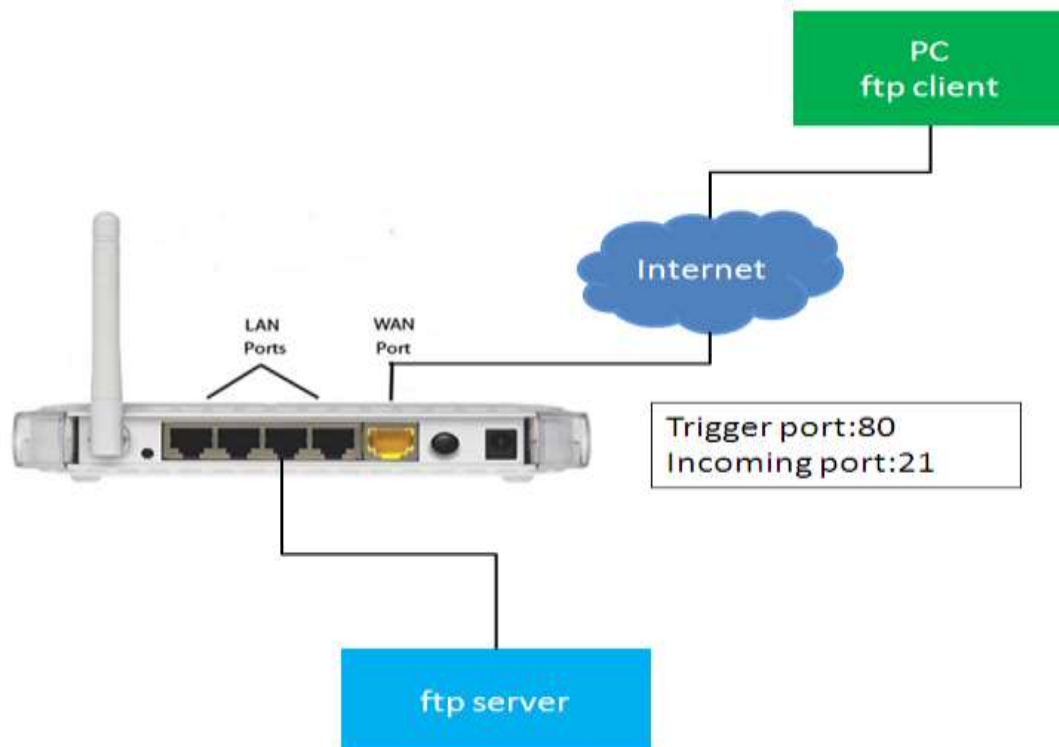 PC
ftp client
Internet
LAN
Ports
WAN
Port
Trigger port:80
Incoming port:21
ftp server